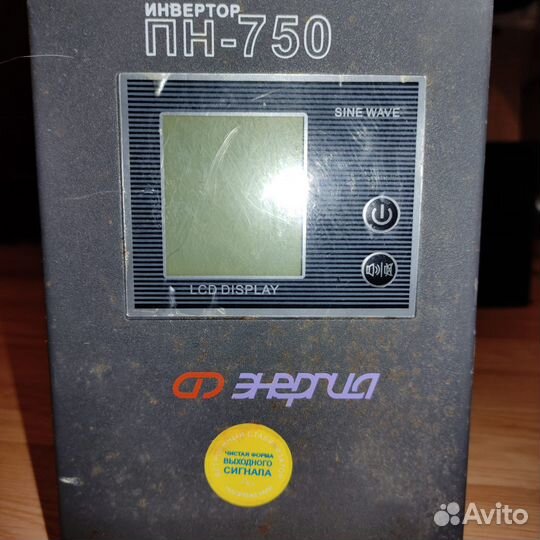 ИНВЕРТОР
ПН-750
SINE WAVE
LCD DISPLAY
энергия
ЧИСТАЯ ФОРМА
ВЫХОДНОГО
СИГНАЛА
Avito